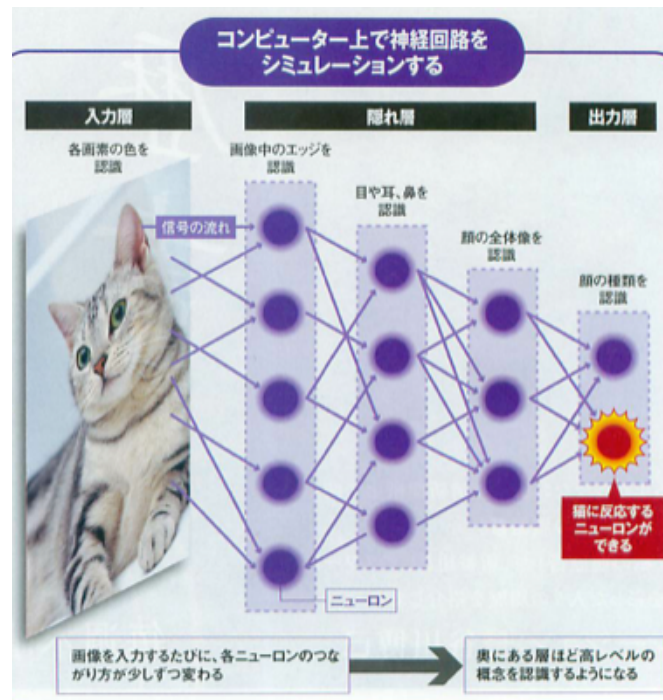 コンピューター上で神経回路を
シミュレーションする
入力層
隠れ層
出力層
各画素の色を
認識
画像中のエッジを
認識
目や耳、鼻を
認識
顔の全体像を
認識
顔の種類を
認識
信号の流れ
猫に反応する
ニューロンが
できる
ニューロン
画像を入力するたびに、各ニューロンのつな
がり方が少しずつ変わる
奥にある層ほど高レベルの
概念を認識するようになる